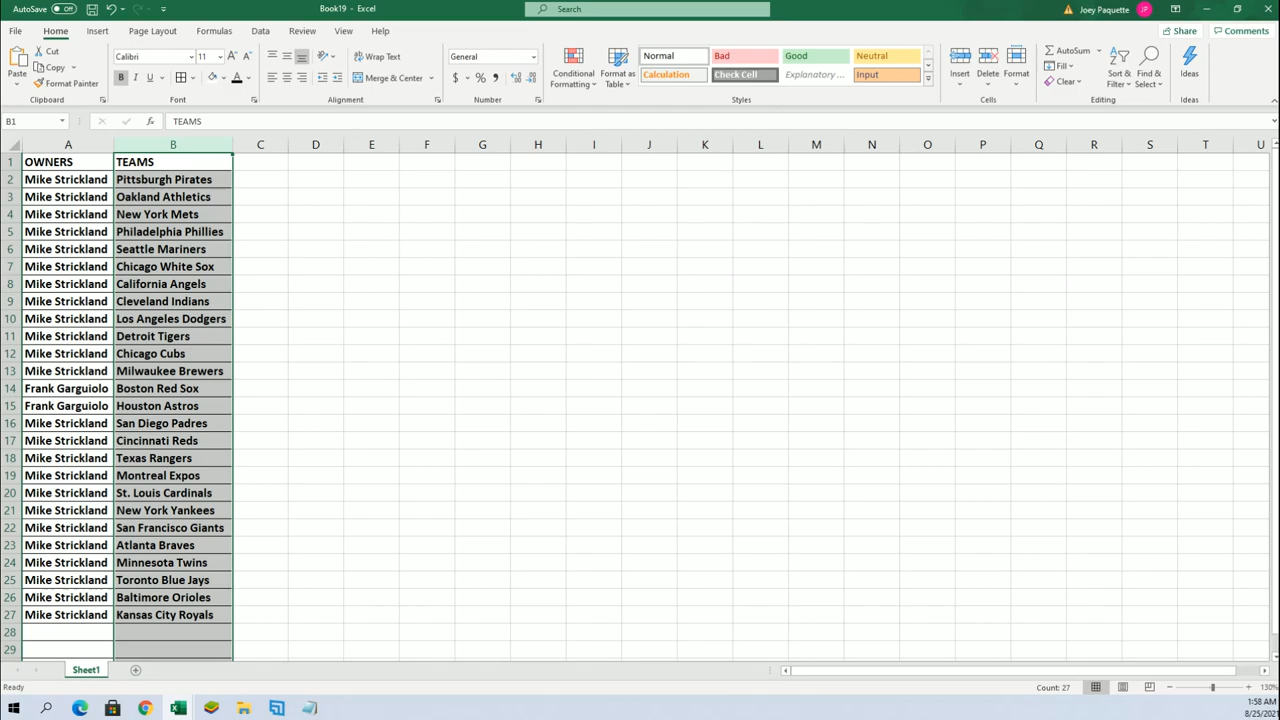 AutoSave Off Book19 - Excel Search Joey Paquette JP
File Home Insert Page Layout Formulas Data Review View Help Share Comments
Paste Cut Copy Format Painter Clipboard
Calibri 11 A A B I U A Font
Wrap Text Merge & Center Alignment
General $ % 9 Number
Conditional Formatting Format as Table Normal Bad Good Neutral Calculation Check Cell Explanatory ... Input Styles
Insert Delete Format Cells
AutoSum Fill Clear Sort & Filter Find & Select Editing
Ideas Ideas
B1 fx TEAMS
A B C D E F G H I J K L M N O P Q R S T U
1 OWNERS TEAMS
2 Mike Strickland Pittsburgh Pirates
3 Mike Strickland Oakland Athletics
4 Mike Strickland New York Mets
5 Mike Strickland Philadelphia Phillies
6 Mike Strickland Seattle Mariners
7 Mike Strickland Chicago White Sox
8 Mike Strickland California Angels
9 Mike Strickland Cleveland Indians
10 Mike Strickland Los Angeles Dodgers
11 Mike Strickland Detroit Tigers
12 Mike Strickland Chicago Cubs
13 Mike Strickland Milwaukee Brewers
14 Frank Garguiolo Boston Red Sox
15 Frank Garguiolo Houston Astros
16 Mike Strickland San Diego Padres
17 Mike Strickland Cincinnati Reds
18 Mike Strickland Texas Rangers
19 Mike Strickland Montreal Expos
20 Mike Strickland St. Louis Cardinals
21 Mike Strickland New York Yankees
22 Mike Strickland San Francisco Giants
23 Mike Strickland Atlanta Braves
24 Mike Strickland Minnesota Twins
25 Mike Strickland Toronto Blue Jays
26 Mike Strickland Baltimore Orioles
27 Mike Strickland Kansas City Royals
28
29
Sheet1
Ready Count: 27 130%
1:58 AM